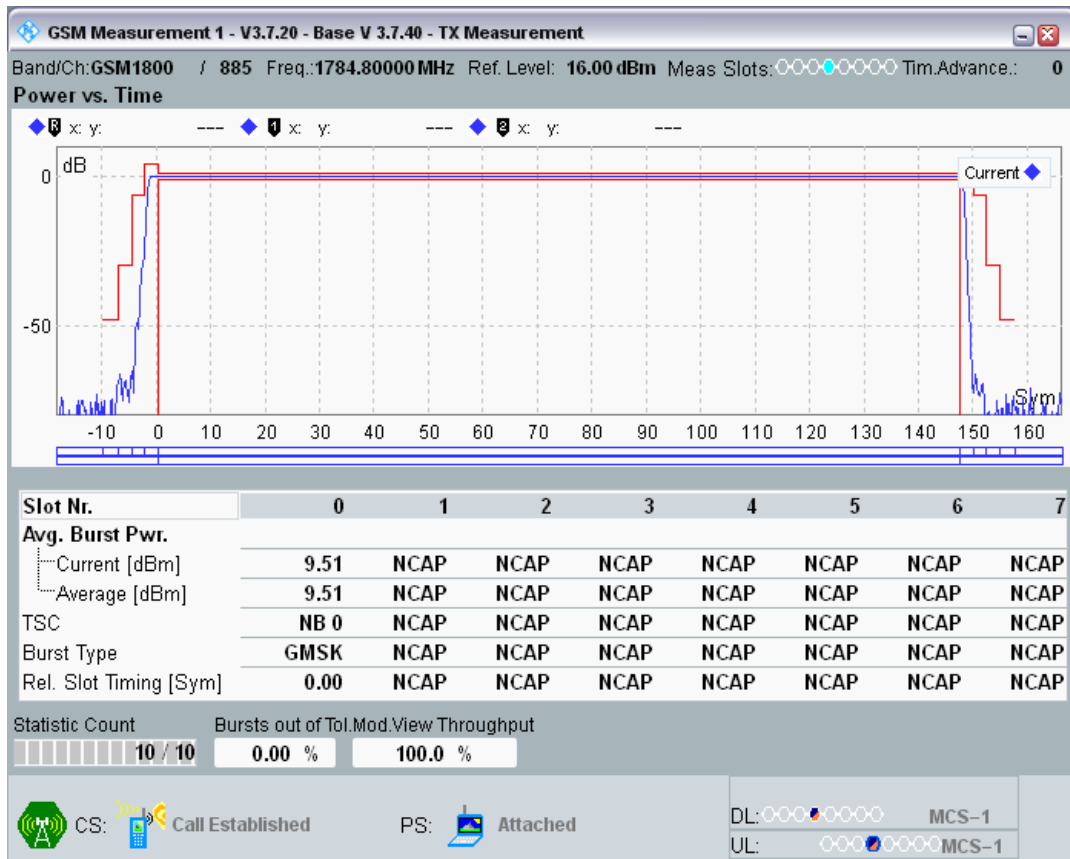 GSM Measurement 1 - V3.7.20 - Base V 3.7.40 - TX Measurement
Band/Ch:GSM1800 / 885 Freq.:1784.80000 MHz Ref. Level: 16.00 dBm Meas Slots: Tim.Advance.: 0
Power vs. Time
R x: y: --- 1 x: y: --- 2 x: y: ---
dB
Current
0
-50
Sym
-10 0 10 20 30 40 50 60 70 80 90 100 110 120 130 140 150 160
Slot Nr. 0 1 2 3 4 5 6 7
Avg. Burst Pwr.
Current [dBm] 9.51 NCAP NCAP NCAP NCAP NCAP NCAP NCAP
Average [dBm] 9.51 NCAP NCAP NCAP NCAP NCAP NCAP NCAP
TSC NB 0 NCAP NCAP NCAP NCAP NCAP NCAP NCAP
Burst Type GMSK NCAP NCAP NCAP NCAP NCAP NCAP NCAP
Rel. Slot Timing [Sym] 0.00 NCAP NCAP NCAP NCAP NCAP NCAP NCAP
Statistic Count Bursts out of Tol.Mod.View Throughput
10 / 10 0.00 % 100.0 %
CS: Call Established PS: Attached DL: MCS-1
UL: MCS-1